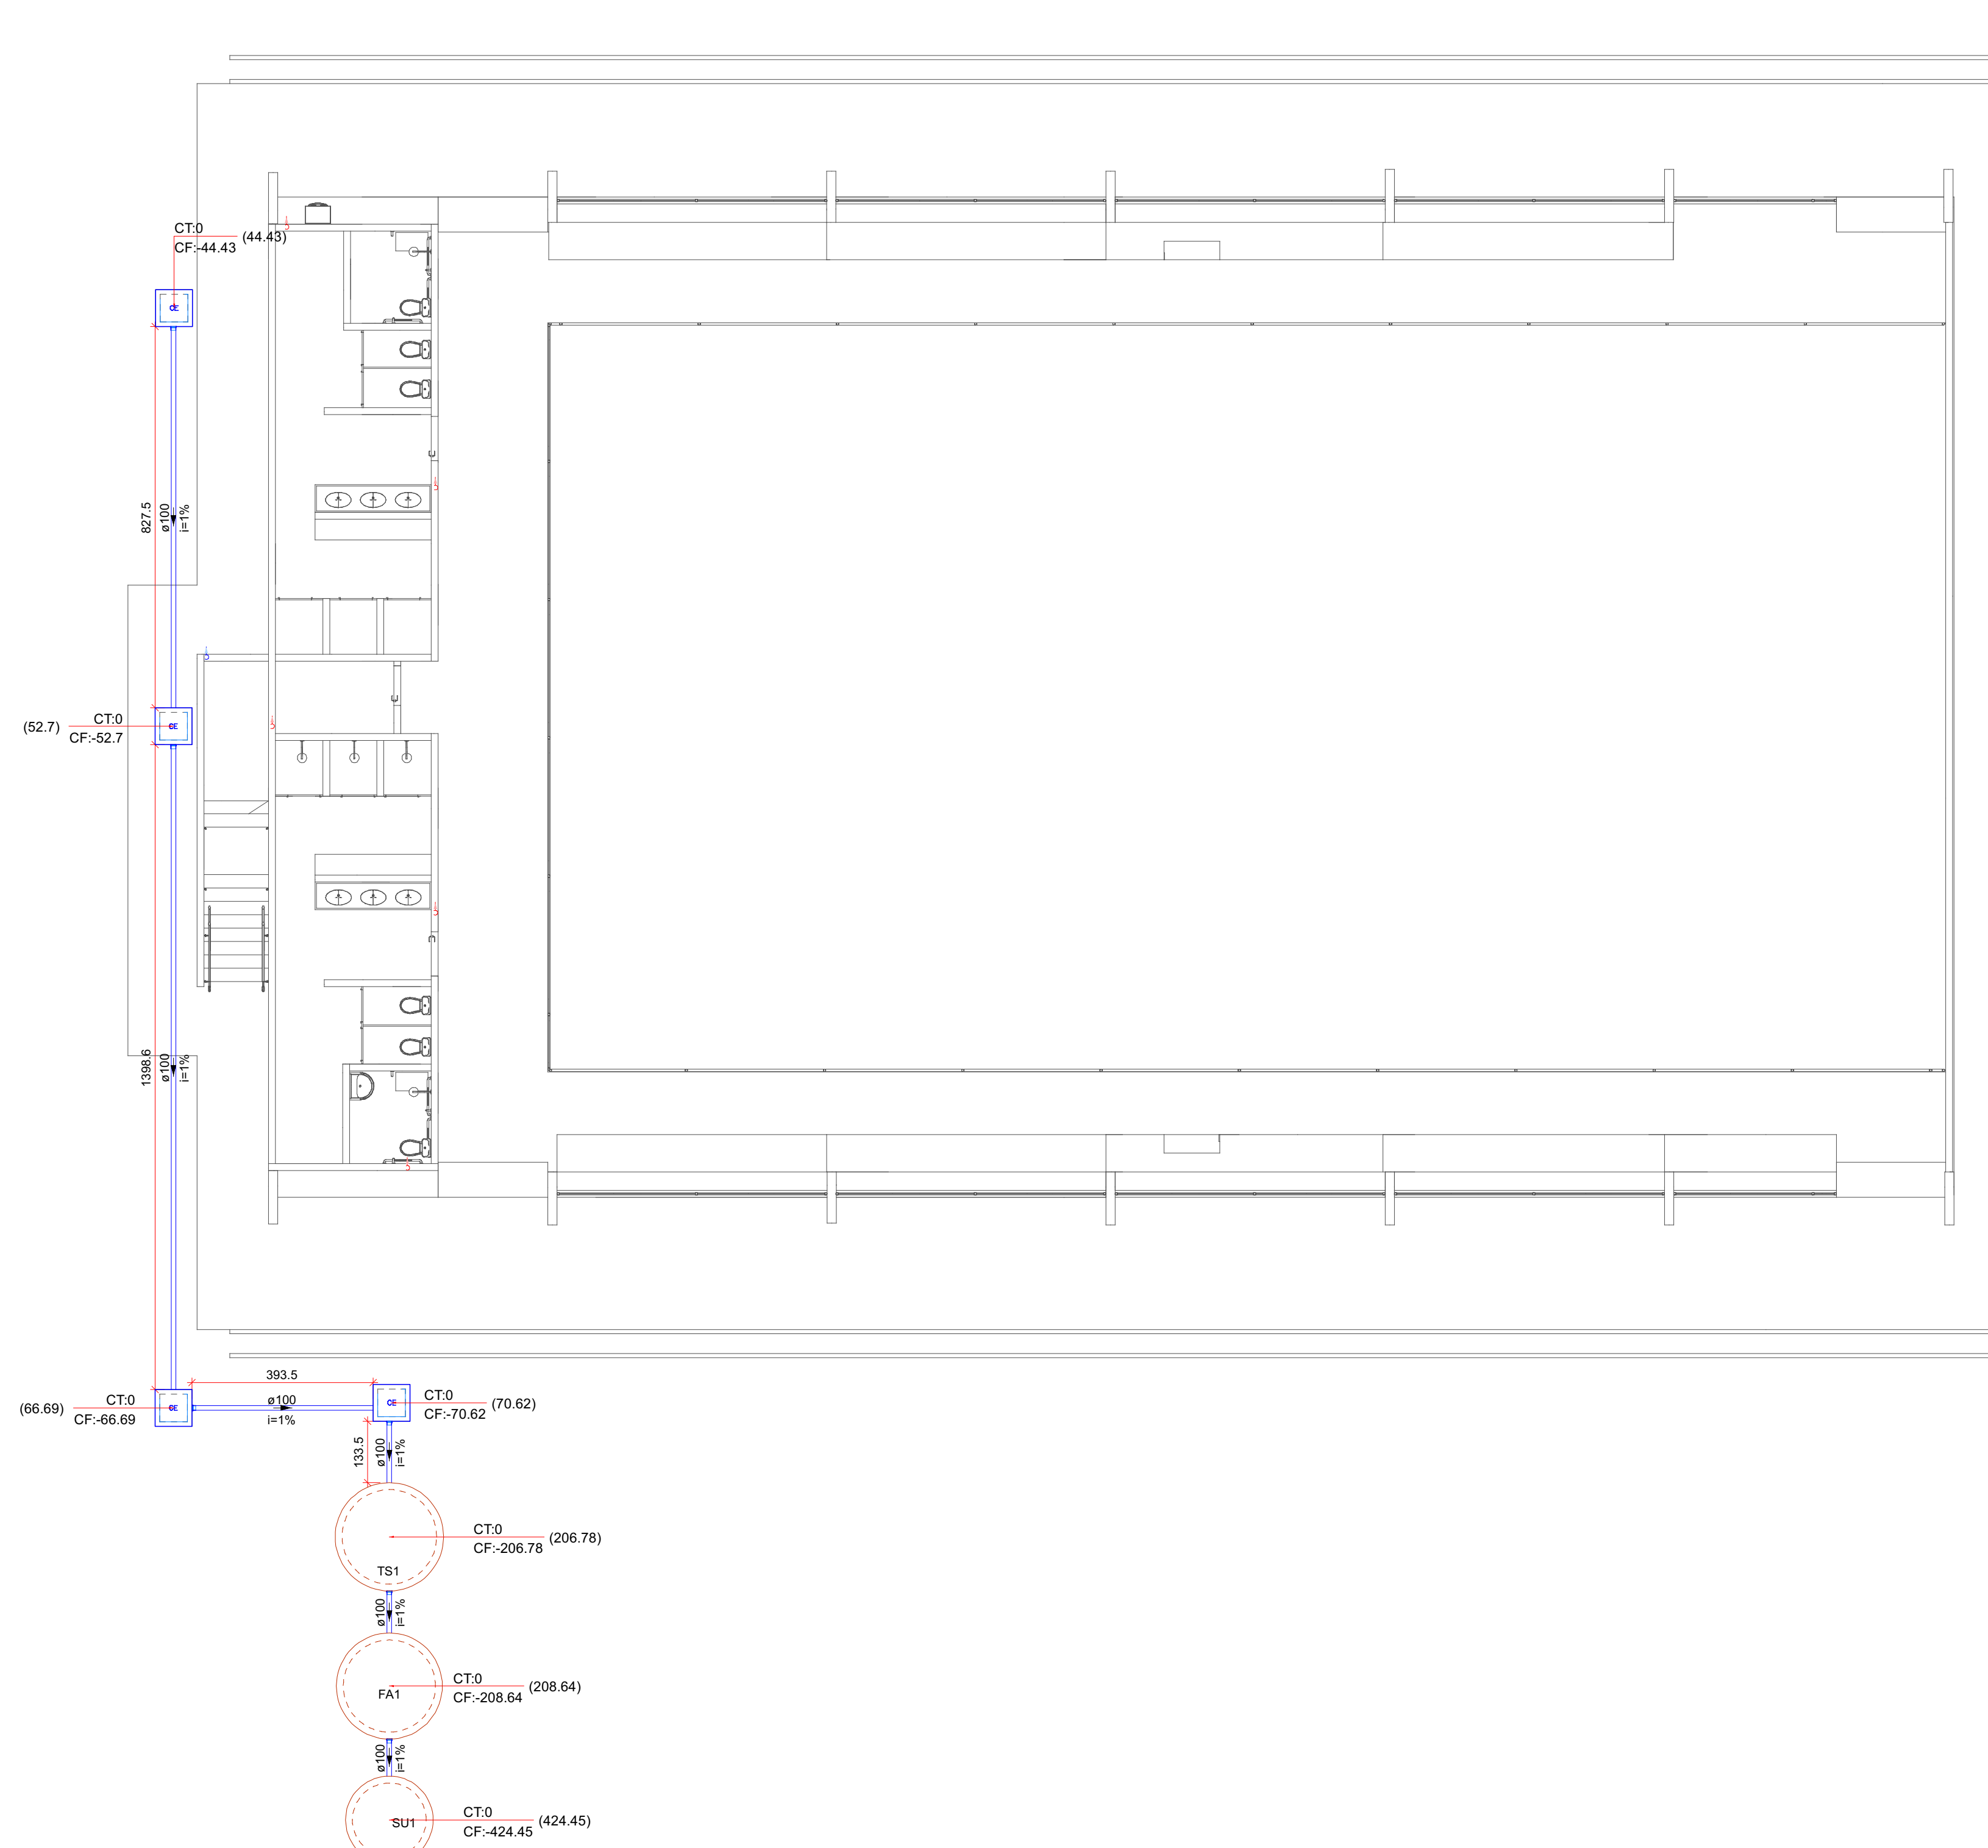 CT:0
(44.43)
CF:-44.43
CE
827.5
ø100
i=1%
CT:0
(52.7)
CF:-52.7
CE
1398.6
ø100
i=1%
393.5
CT:0
(66.69)
CF:-66.69
CE
ø100
i=1%
CE
CT:0
(70.62)
CF:-70.62
133.5
ø100
i=1%
CT:0
(206.78)
CF:-206.78
TS1
ø100
i=1%
CT:0
(208.64)
CF:-208.64
FA1
ø100
i=1%
CT:0
(424.45)
CF:-424.45
SU1